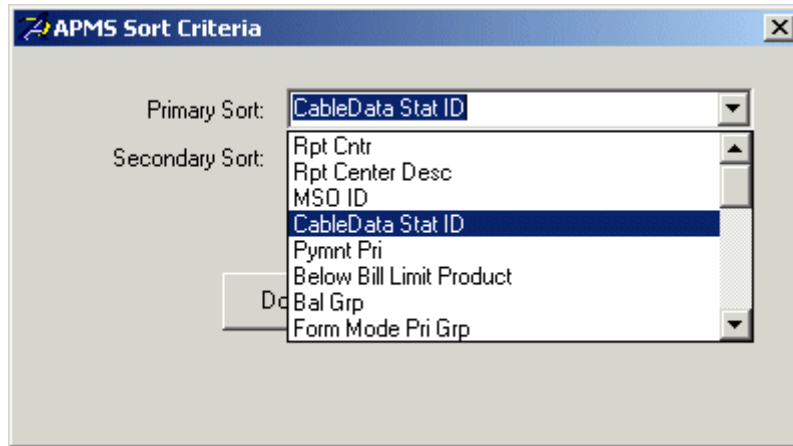 APMS Sort Criteria
Primary Sort: CableData Stat ID
Secondary Sort:
Rpt Cntr
Rpt Center Desc
MSO ID
CableData Stat ID
Pymnt Pri
Below Bill Limit Product
Bal Grp
Form Mode Pri Grp